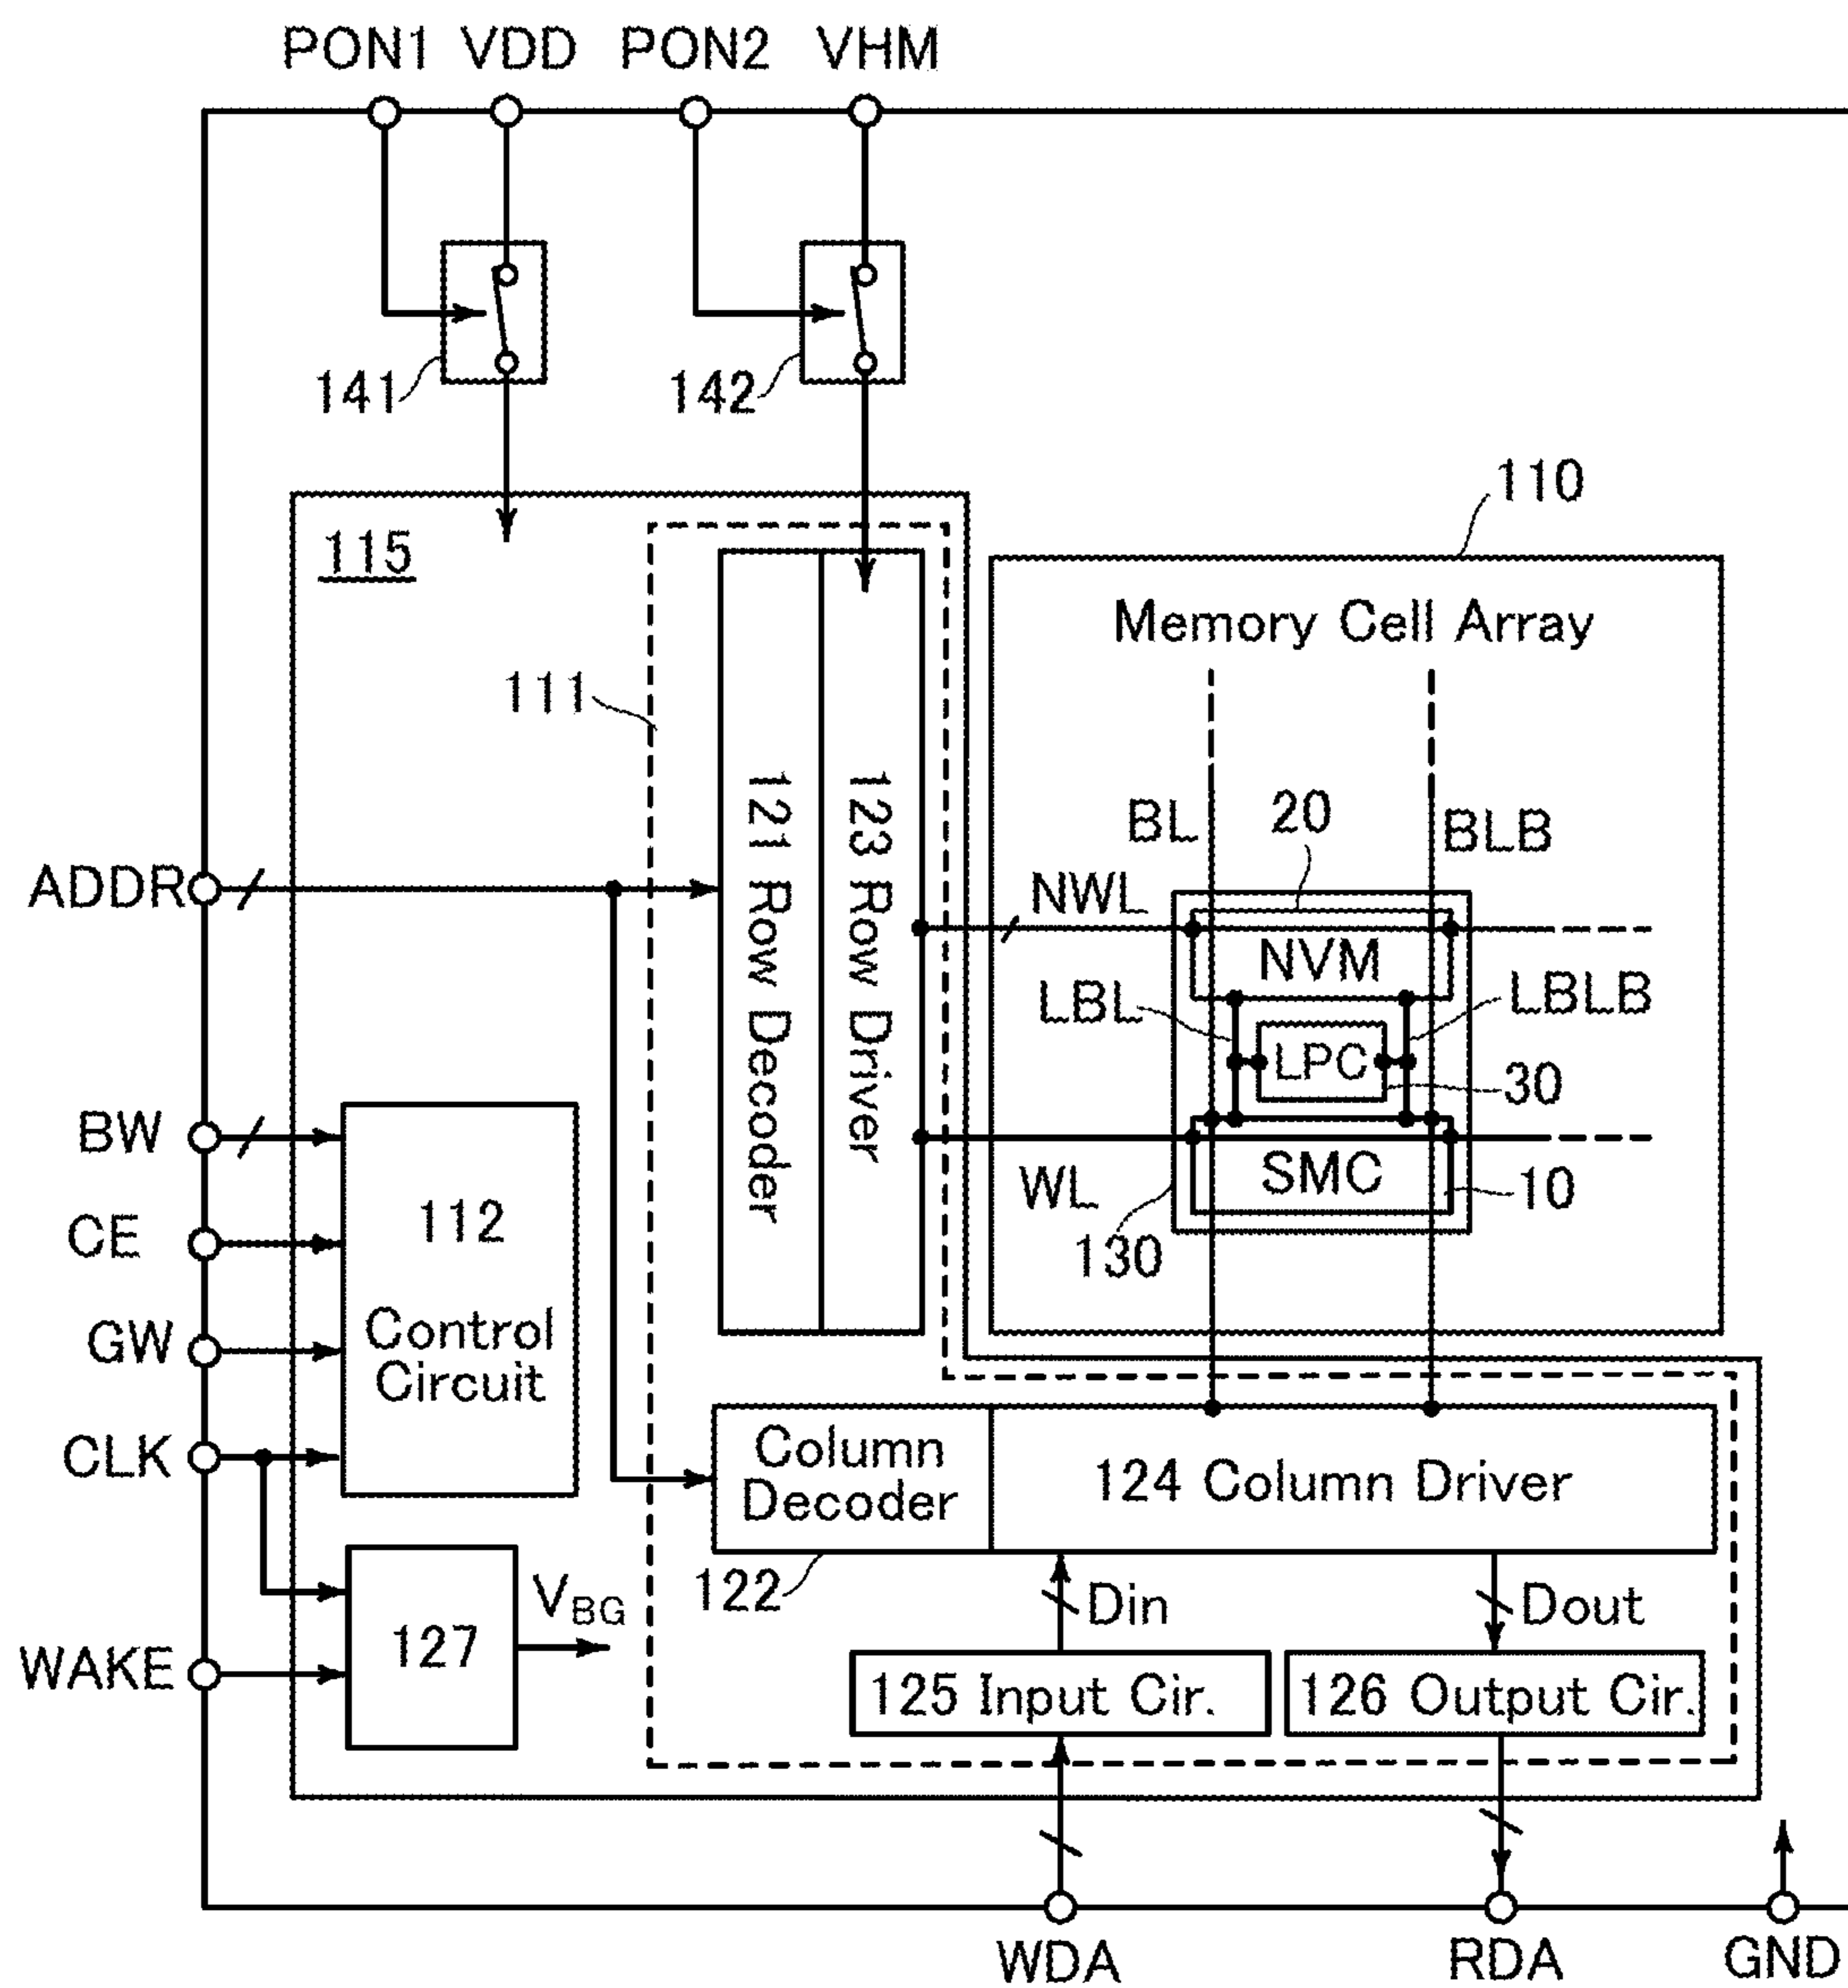 PON1 VDD PON2 VHM
141
142
110
115
Memory Cell Array
111
121 Row Decoder
123 Row Driver
BL
20
BLB
ADDR
NWL
NVM
LBL
LBLB
LPC
30
BW
WL
SMC
10
130
CE
112
Control
Circuit
GW
CLK
Column
Decoder
124 Column Driver
122
Din
Dout
127
VBG
WAKE
125 Input Cir.
126 Output Cir.
WDA
RDA
GND